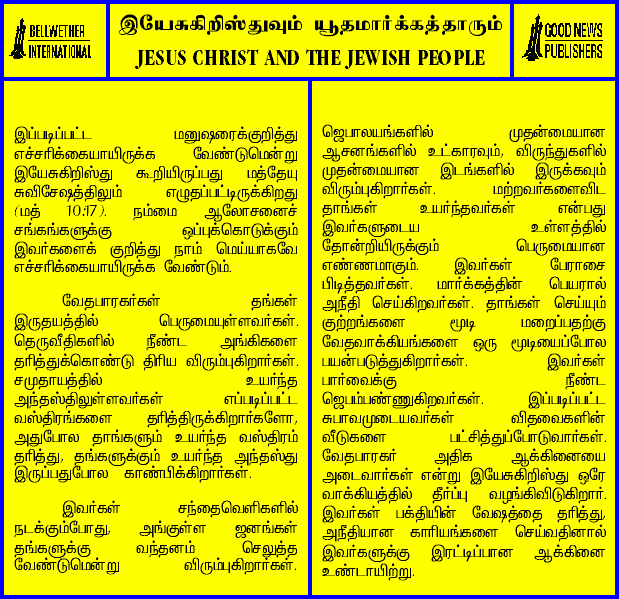 BELLWETHER
INTERNATIONAL
இயேசுகிறிஸ்துவும் யூதமார்க்கத்தாரும்
JESUS CHRIST AND THE JEWISH PEOPLE
GOOD NEWS
PUBLISHERS
இப்படிப்பட்ட மனுஷரைக்குறித்து
எச்சரிக்கையாயிருக்க வேண்டுமென்று
இயேசுகிறிஸ்து கூறியிருப்பது மத்தேயு
சுவிசேஷத்திலும் எழுதப்பட்டிருக்கிறது
(மத் 10:17). நம்மை ஆலோசனைச்
சங்கங்களுக்கு ஒப்புக்கொடுக்கும்
இவர்களைக் குறித்து நாம் மெய்யாகவே
எச்சரிக்கையாயிருக்க வேண்டும்.
வேதபாரகர்கள் தங்கள்
இருதயத்தில் பெருமையுள்ளவர்கள்.
தெருவீதிகளில் நீண்ட அங்கிகளை
தரித்துக்கொண்டு திரிய விரும்புகிறார்கள்.
சமுதாயத்தில் உயர்ந்த
அந்தஸ்திலுள்ளவர்கள் எப்படிப்பட்ட
வஸ்திரங்களை தரித்திருக்கிறார்களோ,
அதுபோல தாங்களும் உயர்ந்த வஸ்திரம்
தரித்து, தங்களுக்கும் உயர்ந்த அந்தஸ்து
இருப்பதுபோல காண்பிக்கிறார்கள்.
இவர்கள் சந்தைவெளிகளில்
நடக்கும்போது, அங்குள்ள ஜனங்கள்
தங்களுக்கு வந்தனம் செலுத்த
வேண்டுமென்று விரும்புகிறார்கள்.
ஜெபாலயங்களில் முதன்மையான
ஆசனங்களில் உட்காரவும், விருந்துகளில்
முதன்மையான இடங்களில் இருக்கவும்
விரும்புகிறார்கள். மற்றவர்களைவிட
தாங்கள் உயர்ந்தவர்கள் என்பது
இவர்களுடைய உள்ளத்தில்
தோன்றியிருக்கும் பெருமையான
எண்ணமாகும். இவர்கள் பேராசை
பிடித்தவர்கள். மார்க்கத்தின் பெயரால்
அநீதி செய்கிறவர்கள். தாங்கள் செய்யும்
குற்றங்களை மூடி மறைப்பதற்கு
வேதவாக்கியங்களை ஒரு மூடியைப்போல
பயன்படுத்துகிறார்கள். இவர்கள்
பார்வைக்கு நீண்ட
ஜெபம்பண்ணுகிறவர்கள். இப்படிப்பட்ட
சுபாவமுடையவர்கள் விதவைகளின்
வீடுகளை பட்சித்துப்போடுவார்கள்.
வேதபாரகர் அதிக ஆக்கினையை
அடைவார்கள் என்று இயேசுகிறிஸ்து ஒரே
வாக்கியத்தில் தீர்ப்பு வழங்கிவிடுகிறார்.
இவர்கள் பக்தியின் வேஷத்தை தரித்து,
அநீதியான காரியங்களை செய்வதினால்
இவர்களுக்கு இரட்டிப்பான ஆக்கினை
உண்டாயிற்று.